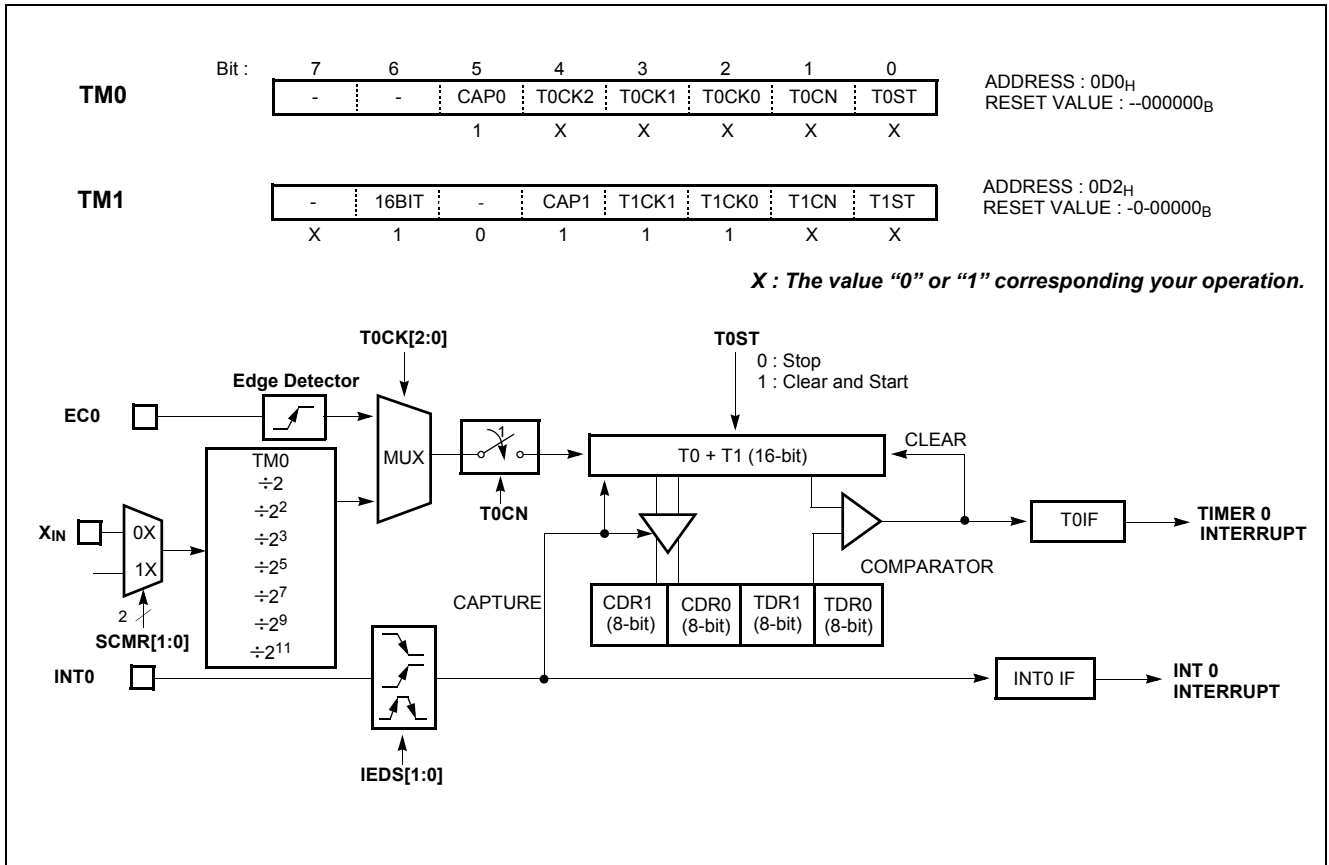 Bit : 7 6 5 4 3 2 1 0
TM0
- - CAP0 T0CK2 T0CK1 T0CK0 T0CN T0ST
1 X X X X X
ADDRESS : 0D0H
RESET VALUE : --000000B
TM1
- 16BIT - CAP1 T1CK1 T1CK0 T1CN T1ST
X 1 0 1 1 1 X X
ADDRESS : 0D2H
RESET VALUE : -0-00000B
X : The value “0” or “1” corresponding your operation.
T0CK[2:0]
T0ST
0 : Stop
1 : Clear and Start
Edge Detector
EC0
MUX
1
T0CN
T0 + T1 (16-bit)
CLEAR
TM0
÷2
÷2²
÷2³
÷2⁵
÷2⁷
÷2⁹
÷2¹¹
XIN
0X
1X
2
SCMR[1:0]
COMPARATOR
T0IF
TIMER 0
INTERRUPT
CAPTURE
CDR1
(8-bit)
CDR0
(8-bit)
TDR1
(8-bit)
TDR0
(8-bit)
INT0
IEDS[1:0]
INT0 IF
INT 0
INTERRUPT